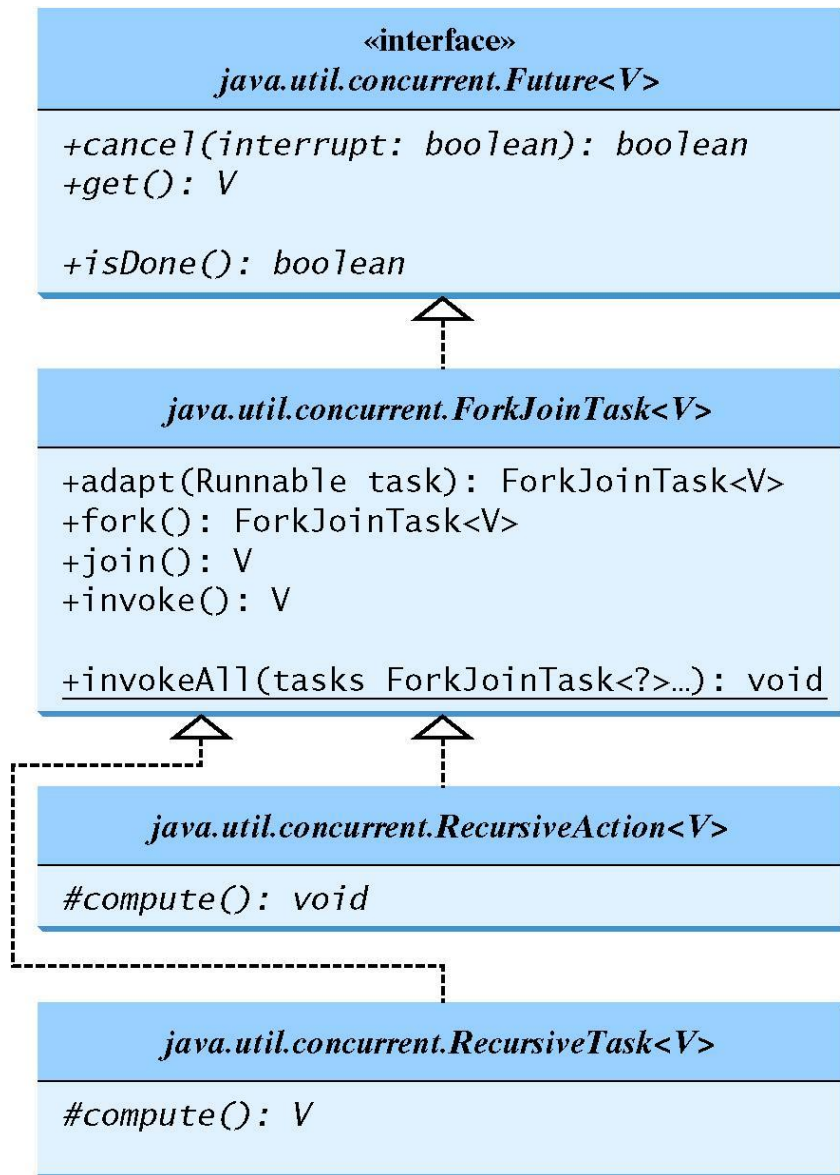 «interface»
java.util.concurrent.Future<V>
+cancel(interrupt: boolean): boolean
+get(): V
+isDone(): boolean
java.util.concurrent.ForkJoinTask<V>
+adapt(Runnable task): ForkJoinTask<V>
+fork(): ForkJoinTask<V>
+join(): V
+invoke(): V
+invokeAll(tasks ForkJoinTask<?>…): void
java.util.concurrent.RecursiveAction<V>
#compute(): void
java.util.concurrent.RecursiveTask<V>
#compute(): V